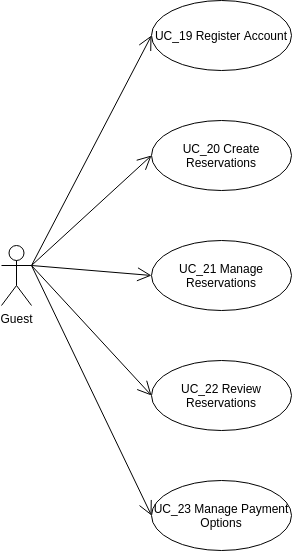 UC_19 Register Account
UC_20 Create
Reservations
UC_21 Manage
Reservations
Guest
UC_22 Review
Reservations
UC_23 Manage Payment
Options